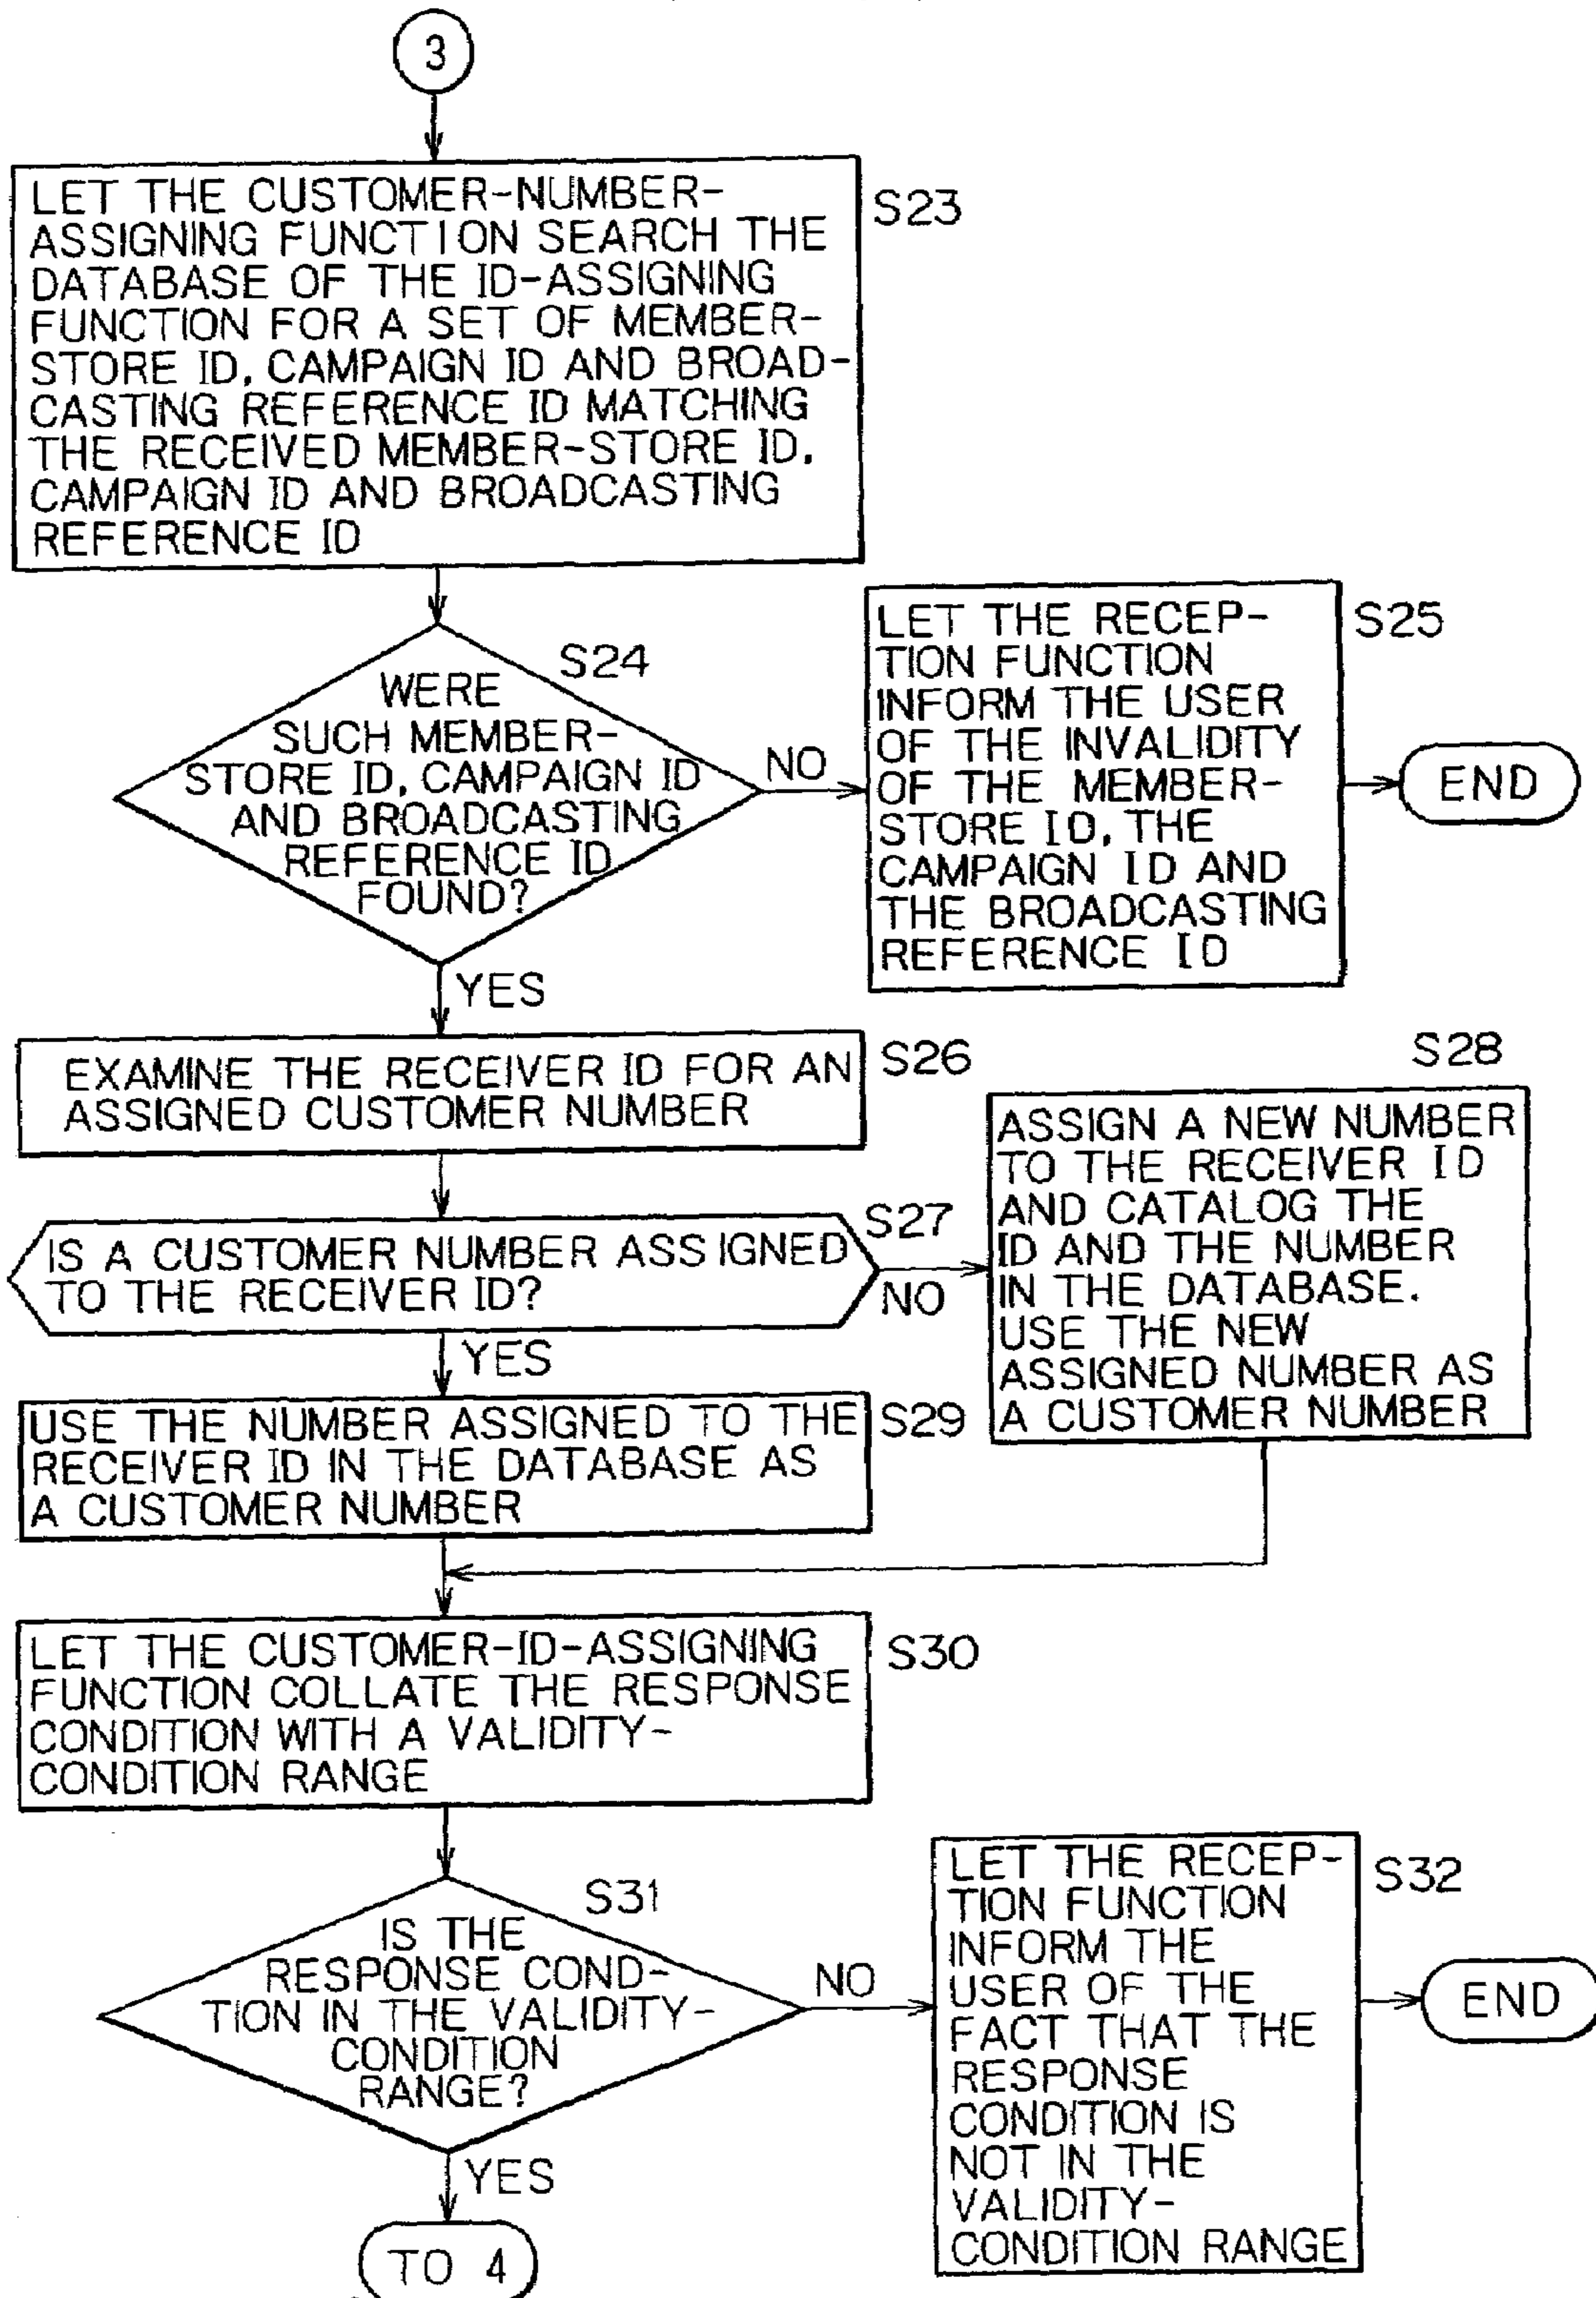 3
LET THE CUSTOMER-NUMBER-
ASSIGNING FUNCTION SEARCH THE
DATABASE OF THE ID-ASSIGNING
FUNCTION FOR A SET OF MEMBER-
STORE ID, CAMPAIGN ID AND BROAD-
CASTING REFERENCE ID MATCHING
THE RECEIVED MEMBER-STORE ID,
CAMPAIGN ID AND BROADCASTING
REFERENCE ID
S23
S24
WERE
SUCH MEMBER-
STORE ID, CAMPAIGN ID
AND BROADCASTING
REFERENCE ID
FOUND?
NO
LET THE RECEP-
TION FUNCTION
INFORM THE USER
OF THE INVALIDITY
OF THE MEMBER-
STORE ID, THE
CAMPAIGN ID AND
THE BROADCASTING
REFERENCE ID
S25
END
YES
EXAMINE THE RECEIVER ID FOR AN
ASSIGNED CUSTOMER NUMBER
S26
IS A CUSTOMER NUMBER ASSIGNED
TO THE RECEIVER ID?
S27
NO
S28
ASSIGN A NEW NUMBER
TO THE RECEIVER ID
AND CATALOG THE
ID AND THE NUMBER
IN THE DATABASE.
USE THE NEW
ASSIGNED NUMBER AS
A CUSTOMER NUMBER
YES
USE THE NUMBER ASSIGNED TO THE
RECEIVER ID IN THE DATABASE AS
A CUSTOMER NUMBER
S29
LET THE CUSTOMER-ID-ASSIGNING
FUNCTION COLLATE THE RESPONSE
CONDITION WITH A VALIDITY-
CONDITION RANGE
S30
S31
IS THE
RESPONSE COND-
TION IN THE VALIDITY-
CONDITION
RANGE?
NO
LET THE RECEP-
TION FUNCTION
INFORM THE
USER OF THE
FACT THAT THE
RESPONSE
CONDITION IS
NOT IN THE
VALIDITY-
CONDITION RANGE
S32
END
YES
TO 4